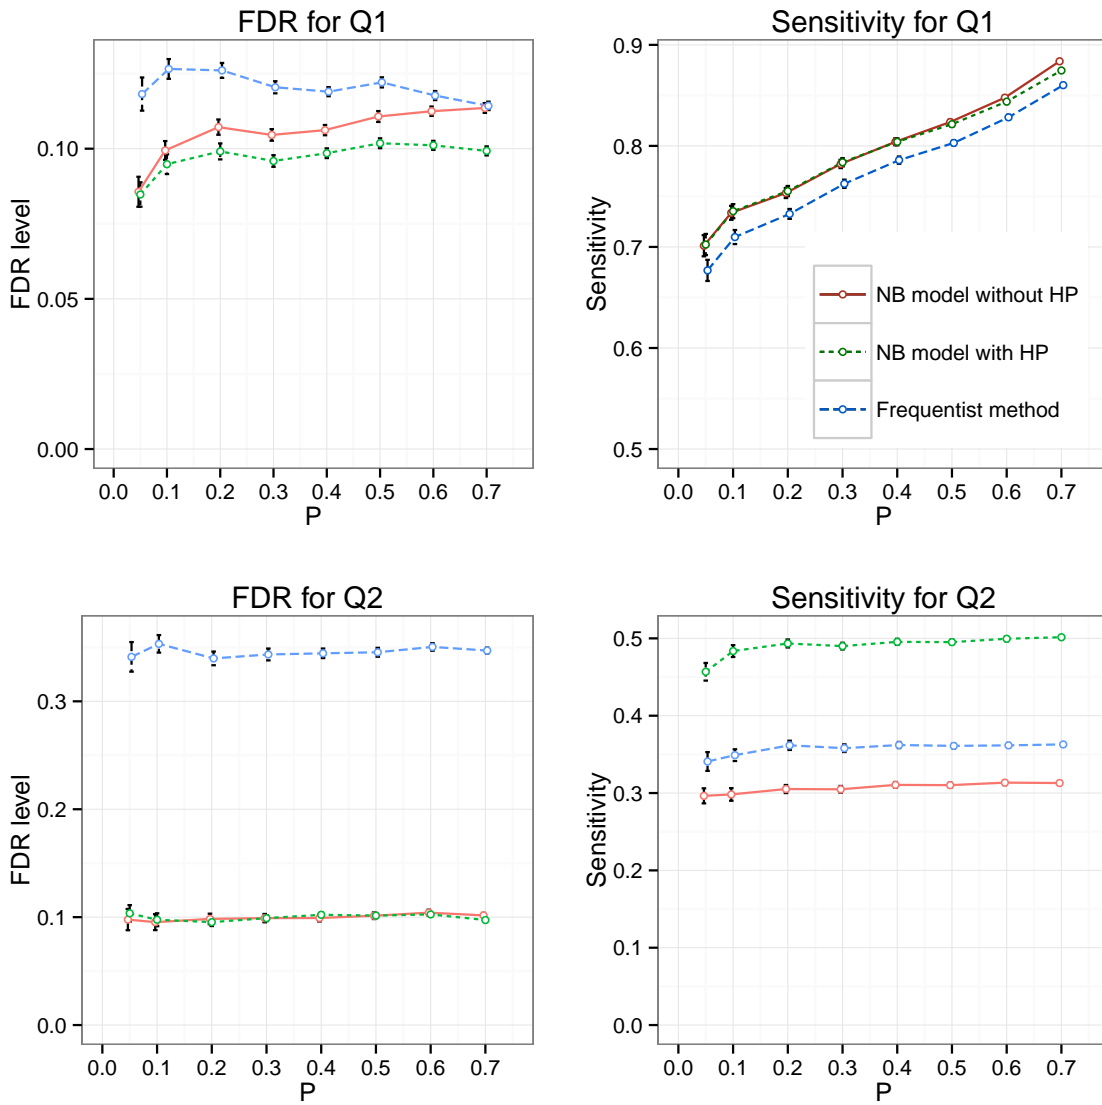 FDR for Q1
FDR level
0.10
0.05
0.00
0.0 0.1 0.2 0.3 0.4 0.5 0.6 0.7
P
Sensitivity for Q1
Sensitivity
0.9
0.8
0.7
0.6
0.5
NB model without HP
NB model with HP
Frequentist method
0.0 0.1 0.2 0.3 0.4 0.5 0.6 0.7
P
FDR for Q2
FDR level
0.3
0.2
0.1
0.0
0.0 0.1 0.2 0.3 0.4 0.5 0.6 0.7
P
Sensitivity for Q2
Sensitivity
0.5
0.4
0.3
0.2
0.1
0.0
0.0 0.1 0.2 0.3 0.4 0.5 0.6 0.7
P